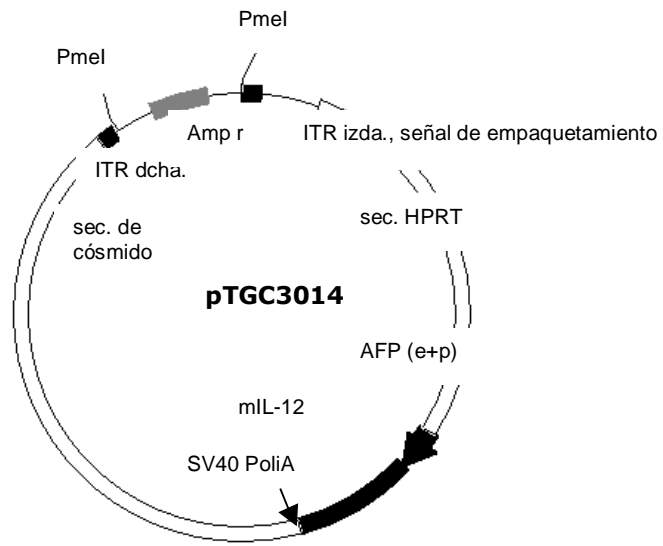 PmeI
PmeI
Amp r
ITR izda., señal de empaquetamiento
ITR dcha.
sec. HPRT
sec. de
cósmido
pTGC3014
AFP (e+p)
mIL-12
SV40 PoliA